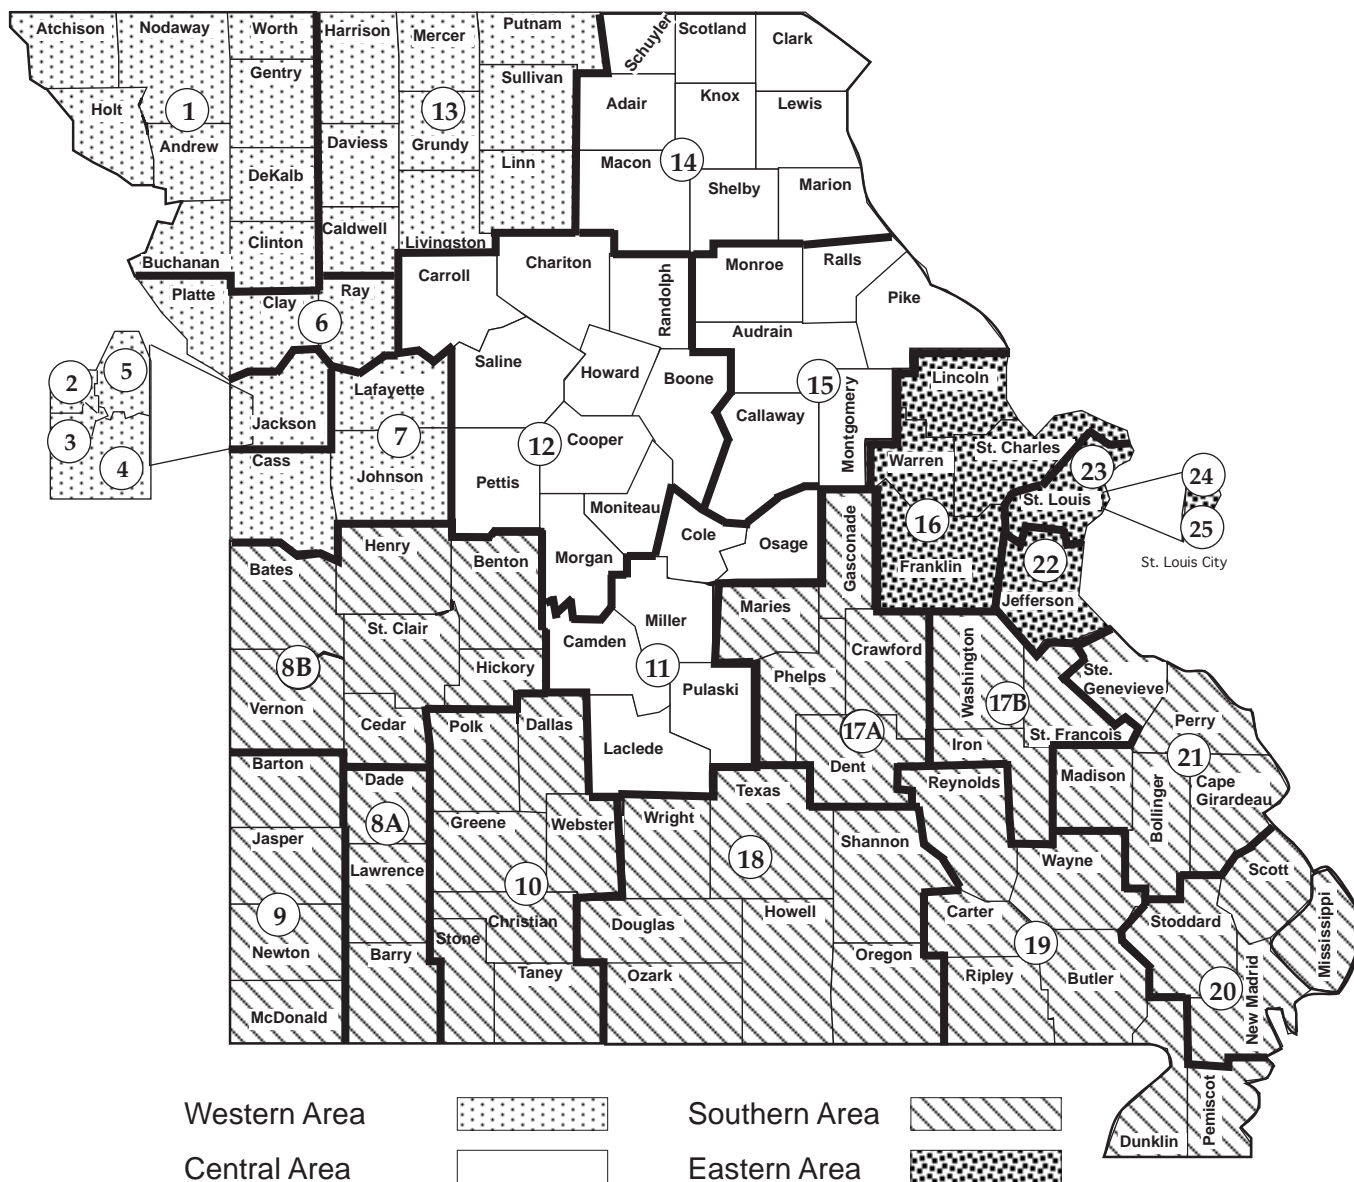 Atchison
Nodaway
Worth
Harrison
Mercer
Putnam
Schuyler
Scotland
Clark
Gentry
Sullivan
Holt
1
13
Adair
Knox
Lewis
Andrew
Daviess
Grundy
Linn
Macon
14
DeKalb
Shelby
Marion
Clinton
Caldwell
Livingston
Buchanan
Carroll
Chariton
Randolph
Monroe
Ralls
Platte
Clay
Ray
Pike
6
Audrain
2
5
Saline
Howard
Boone
15
Lincoln
Lafayette
Jackson
7
Callaway
Montgomery
3
4
12
Cooper
Cass
Johnson
Pettis
Warren
St. Charles
23
24
Moniteau
St. Louis
16
25
Henry
Benton
Morgan
Cole
Osage
Gasconade
St. Louis City
Bates
Franklin
22
Maries
Jefferson
St. Clair
Camden
Miller
8B
Hickory
11
Phelps
Crawford
Washington
Ste.
Genevieve
Vernon
Cedar
Polk
Dallas
Pulaski
17B
17A
St. Francois
Perry
Laclede
Iron
21
Barton
Dade
Dent
Madison
Reynolds
Texas
Bollinger
Cape
Girardeau
8A
Greene
Webster
Wright
Jasper
Shannon
18
Wayne
Lawrence
10
Scott
9
Christian
Douglas
Howell
Carter
Stoddard
Mississippi
Stone
19
Newton
Barry
Taney
Ozark
Oregon
Ripley
Butler
20
New Madrid
McDonald
Pemiscot
Dunklin
Western Area
Southern Area
Central Area
Eastern Area